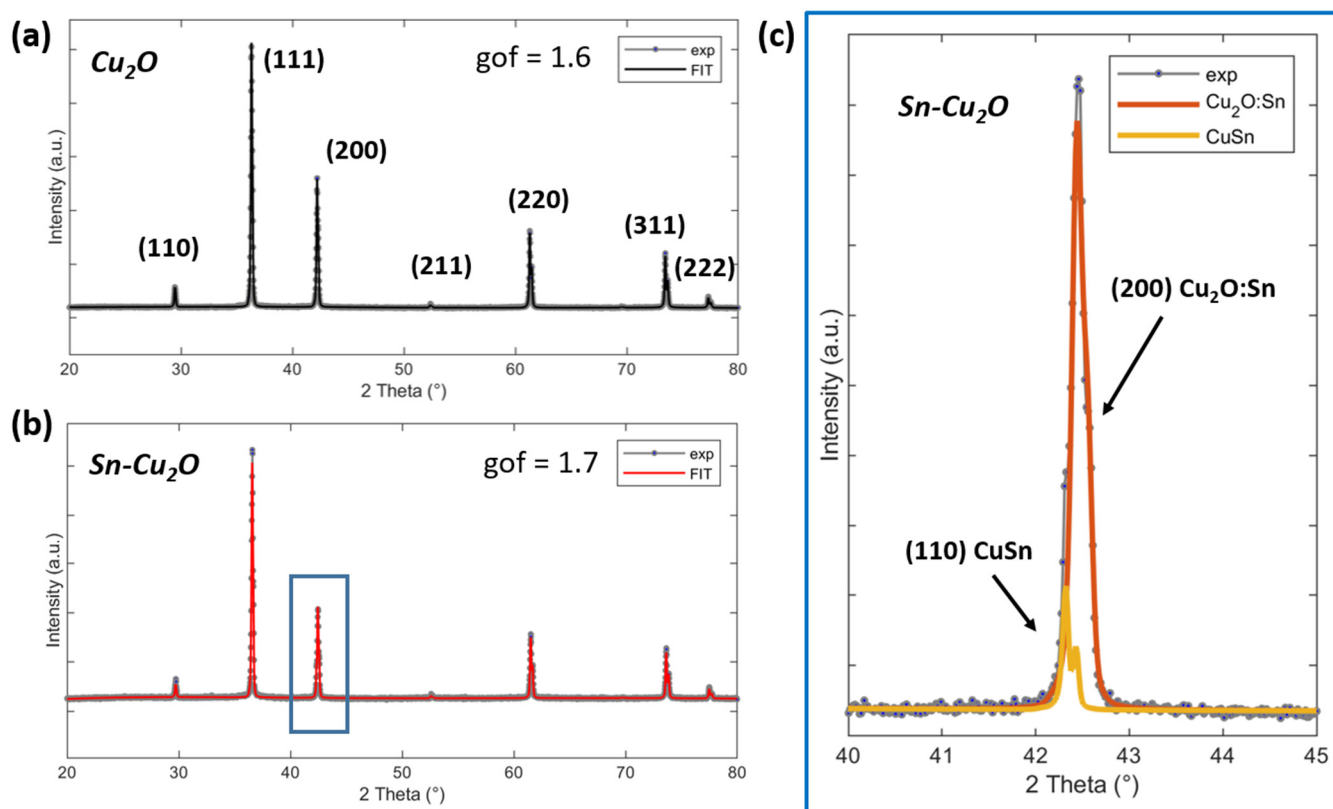 (a)
Cu₂O
(111)
gof = 1.6
exp
FIT
(200)
(110)
(211)
(220)
(311)
(222)
Intensity (a.u.)
20 30 40 50 60 70 80
2 Theta (°)
(b)
Sn-Cu₂O
gof = 1.7
exp
FIT
Intensity (a.u.)
20 30 40 50 60 70 80
2 Theta (°)
(c)
Sn-Cu₂O
exp
Cu₂O:Sn
CuSn
(200) Cu₂O:Sn
(110) CuSn
Intensity (a.u.)
40 41 42 43 44 45
2 Theta (°)